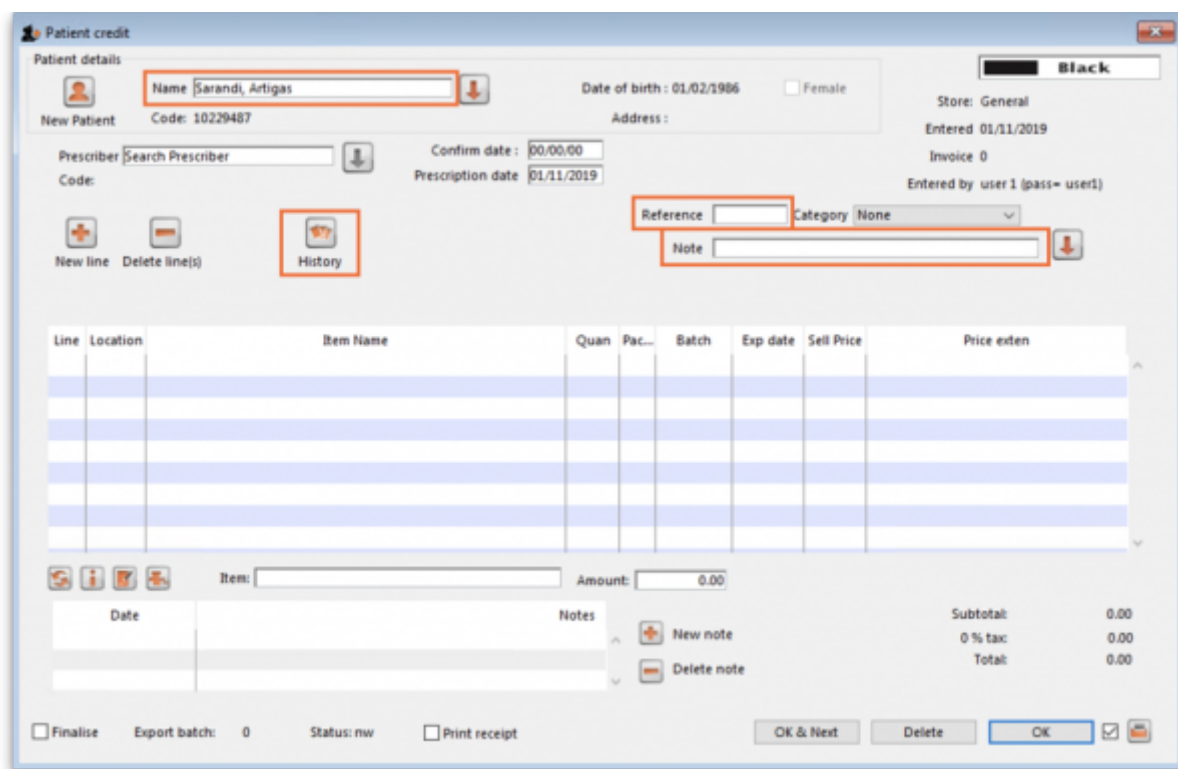 Patient credit
Patient details
Black
Name Sarandi, Artigas
Date of birth : 01/02/1986
Female
Store: General
New Patient
Code: 10229487
Address :
Entered 01/11/2019
Prescriber Search Prescriber
Confirm date : 00/00/00
Invoice 0
Code:
Prescription date 01/11/2019
Entered by user 1 (pass= user1)
Reference
Category None
Note
New line Delete line(s) History
Line Location Item Name Quan Pac... Batch Exp date Sell Price Price exten
Item:
Amount: 0.00
Date Notes
Subtotal: 0.00
New note
0 % tax: 0.00
Total: 0.00
Delete note
Finalise Export batch: 0 Status: nw Print receipt OK & Next Delete OK